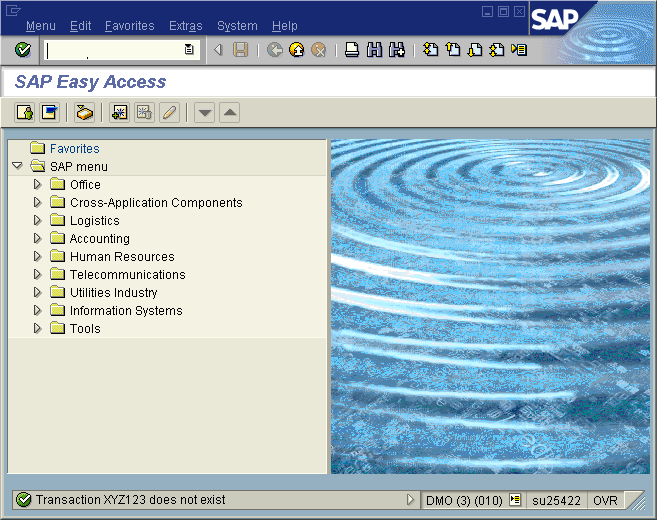 Menu Edit Favorites Extras System Help
SAP
SAP Easy Access
Favorites
SAP menu
Office
Cross-Application Components
Logistics
Accounting
Human Resources
Telecommunications
Utilities Industry
Information Systems
Tools
Transaction XYZ123 does not exist
DMO (3) (010) su25422 OVR